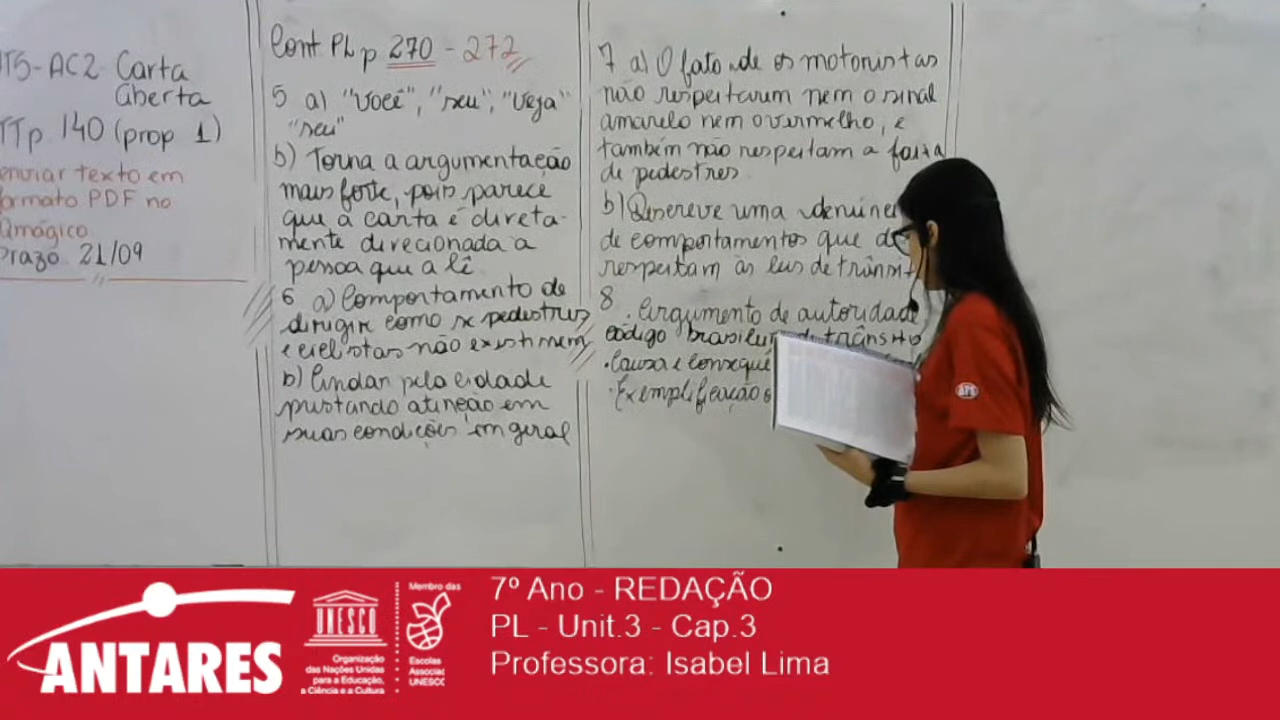 T5-AC2 Carta
aberta
TTp. 140 (prop 1)
enviar texto em
formato PDF no
prazo 21/09
Cont PL p 270 - 272
5 a) "Você", "seu", "Veja"
"seu"
b) Torna a argumentação
mais forte, pois parece
que a carta é direta-
mente direcionada a
pessoa que a lê
6 a) Comportamento de
dirigir como se pedestres
e ciclistas não existissem
b) Cuidar pela cidade
prestando atenção em
suas condições em geral
7 a) O fato de os motoristas
não respeitarem nem o sinal
amarelo nem o vermelho, e
também não respeitam a faixa
de pedestres
b) Descreve uma denúnc
de comportamentos que de
respeitam as leis de trânsi
8. Argumento de autoridade
código brasileiro de trânsito
. Causa e consequê
. Exemplificação
ANTARES
UNESCO
Organização
das Nações Unidas
para a Educação,
a Ciência e a Cultura
Membro das
Escolas
Associad
UNESCO
7º Ano - REDAÇÃO
PL - Unit.3 - Cap.3
Professora: Isabel Lima